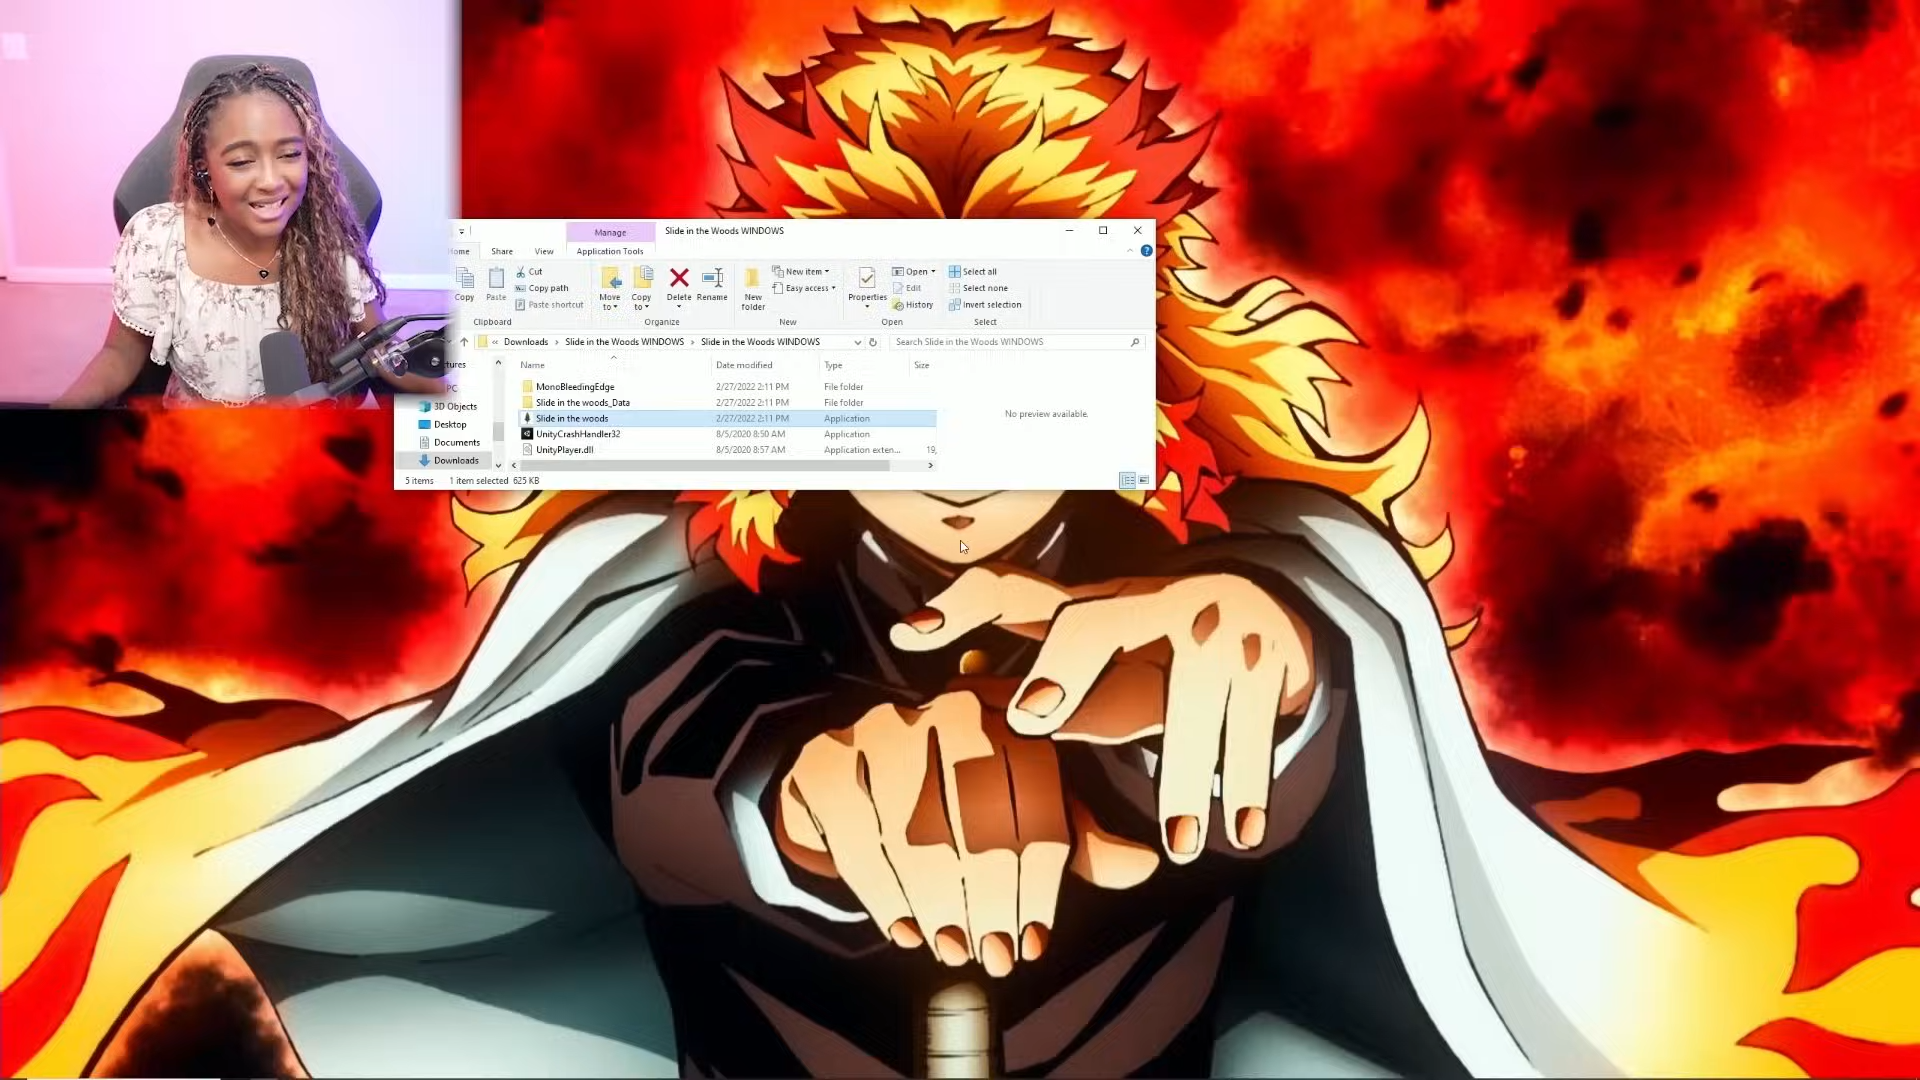 Manage
Slide in the Woods WINDOWS
Home
Share
View
Application Tools
Copy
Paste
Cut
Copy path
Paste shortcut
Clipboard
Move to
Copy to
Delete
Rename
Organize
New folder
New item
Easy access
New
Properties
Open
Edit
History
Open
Select all
Select none
Invert selection
Select
« Downloads > Slide in the Woods WINDOWS > Slide in the Woods WINDOWS
Search Slide in the Woods WINDOWS
tures
PC
3D Objects
Desktop
Documents
Downloads
Name Date modified Type Size
MonoBleedingEdge 2/27/2022 2:11 PM File folder
Slide in the woods_Data 2/27/2022 2:11 PM File folder
Slide in the woods 2/27/2022 2:11 PM Application
UnityCrashHandler32 8/5/2020 8:50 AM Application
UnityPlayer.dll 8/5/2020 8:57 AM Application exten... 19,
No preview available.
5 items 1 item selected 625 KB